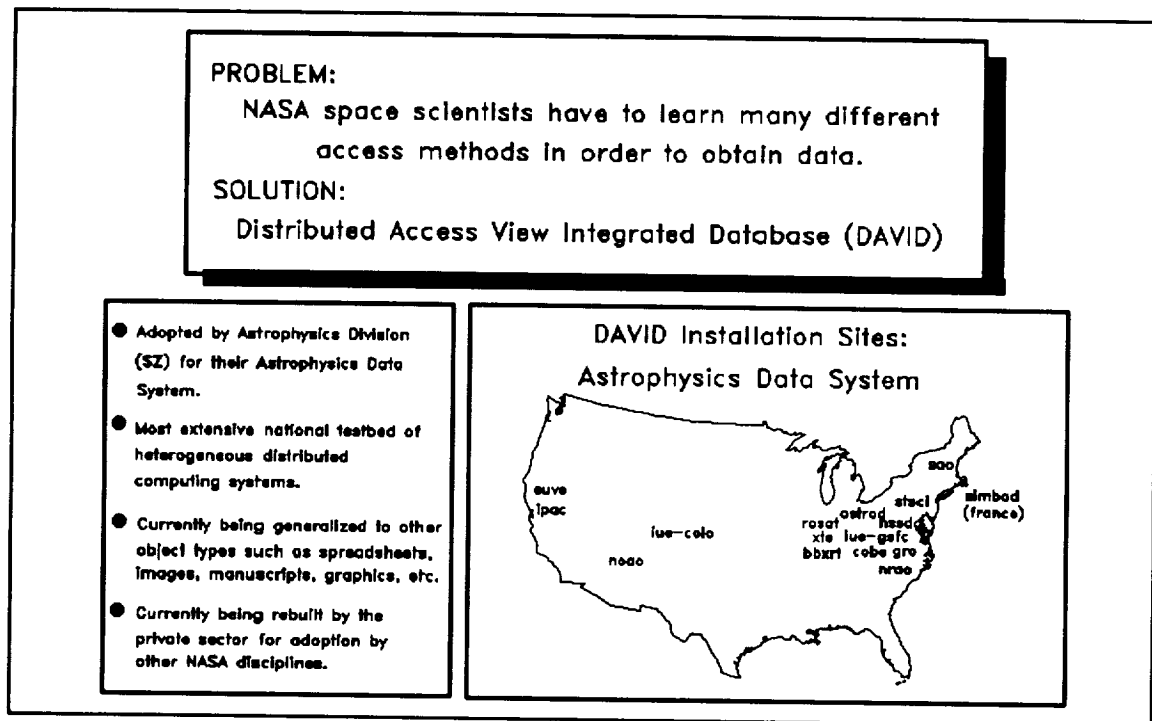 PROBLEM:
NASA space scientists have to learn many different
access methods in order to obtain data.
SOLUTION:
Distributed Access View Integrated Database (DAVID)
● Adopted by Astrophysics Division
(SZ) for their Astrophysics Data
System.
● Most extensive national testbed of
heterogeneous distributed
computing systems.
● Currently being generalized to other
object types such as spreadsheets,
images, manuscripts, graphics, etc.
● Currently being rebuilt by the
private sector for adoption by
other NASA disciplines.
DAVID Installation Sites:
Astrophysics Data System
sao
euve
ipac
stsci
simbad
(france)
astrod
rosat
nssdc
iue-colo
xte iue-gsfc
noao
bbxrt cobe gro
nrao